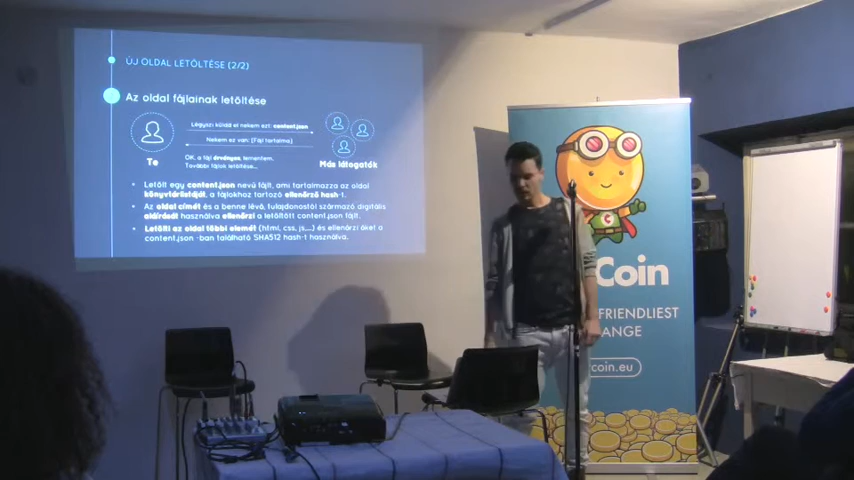 ÚJ OLDAL LETÖLTÉSE (2/2)
Az oldal fájlainak letöltése
Légyszi küldd el nekem ezt: content.json
Nekem ez van: [Fájl tartalma]
OK, a fájl érvényes, lementem.
További fájlok letöltése...
Te
Más látogatók
• Letölt egy content.json nevű fájlt, ami tartalmazza az oldal
könyvtárlistáját, a fájlokhoz tartozó ellenőrző hash-t.
• Az oldal címét és a benne lévő, tulajdonostól származó digitális
aláírását használva ellenőrzi a letöltött content.json fájlt.
• Letölti az oldal többi elemét (html, css, js...) és ellenőrzi őket a
content.json -ban található SHA512 hash-t használva.
Coin
FRIENDLIEST
ANGE
coin.eu